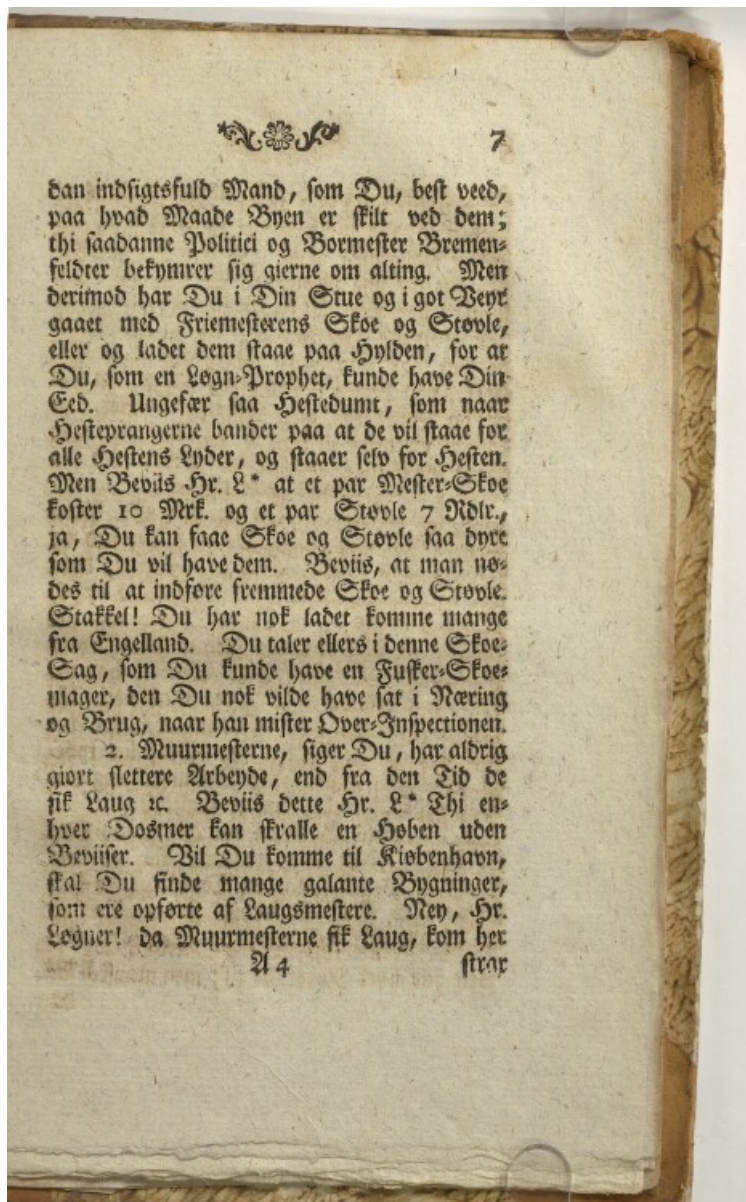 7
dan indsigtsfuld Mand, som Du, best veed,
paa hvad Maade Byen er skilt ved dem;
thi saadanne Politici og Bormester Bremen-
feldter bekymrer sig gierne om alting. Men
derimod har Du i Din Stue og i got Veyr
gaaet med Friemesterens Skoe og Støvle,
eller og ladet dem staae paa Hylden, for at
Du, som en Løgn-Prophet, kunde have Din
Eed. Ungefær saa Hestedumt, som naar
Hesteprangerne bander paa at de vil staae for
alle Hestens Lyder, og staaer selv for Hesten.
Men Beviis Hr. L* at et par Mester-Skoe
koster 10 Mrk. og et par Støvle 7 Rdlr.,
ja, Du kan faae Skoe og Støvle saa dyre
som Du vil have dem. Beviis, at man nø-
des til at indføre fremmede Skoe og Støvle.
Stakkel! Du har nok ladet komme mange
fra Engelland. Du taler ellers i denne Skoe-
Sag, som Du kunde have en Fusker-Skoe-
mager, den Du nok vilde have sat i Næring
og Brug, naar han mister Over-Inspectionen.
2. Muurmesterne, siger Du, har aldrig
giort slettere Arbeyde, end fra den Tid de
fik Laug ꝛc. Beviis dette Hr. L* Thi en-
hver Dosmer kan skralle en Hoben uden
Beviiser. Vil Du komme til Kiøbenhavn,
skal Du finde mange galante Bygninger,
som ere opførte af Laugsmestere. Ney, Hr.
Løgner! da Muurmesterne fik Laug, kom her
A 4 strax